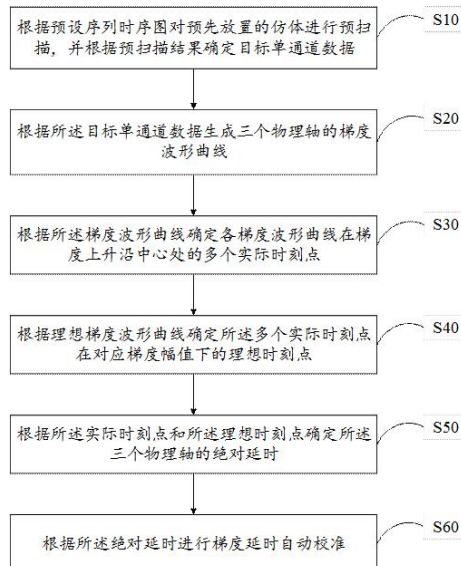 根据预设序列时序图对预先放置的仿体进行预扫
描，并根据预扫描结果确定目标单通道数据
S10
根据所述目标单通道数据生成三个物理轴的梯度
波形曲线
S20
根据所述梯度波形曲线确定各梯度波形曲线在梯
度上升沿中心处的多个实际时刻点
S30
根据理想梯度波形曲线确定所述多个实际时刻点
在对应梯度幅值下的理想时刻点
S40
根据所述实际时刻点和所述理想时刻点确定所述
三个物理轴的绝对延时
S50
根据所述绝对延时进行梯度延时自动校准
S60